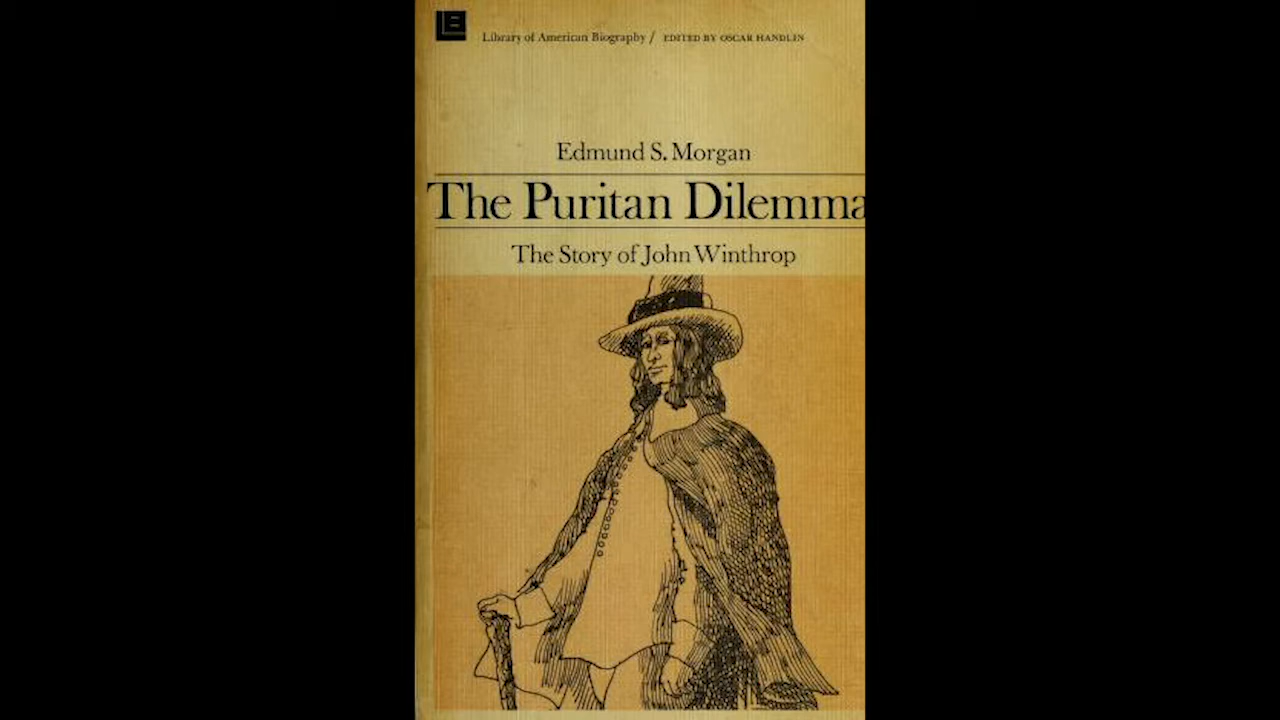 Library of American Biography / EDITED BY OSCAR HANDLIN
Edmund S. Morgan
The Puritan Dilemma
The Story of John Winthrop